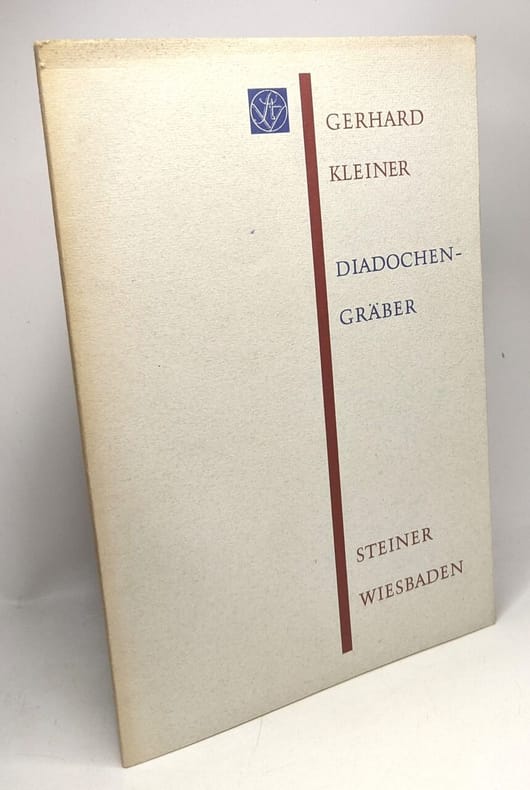 GERHARD
KLEINER
DIADOCHEN-
GRÄBER
STEINER
WIESBADEN